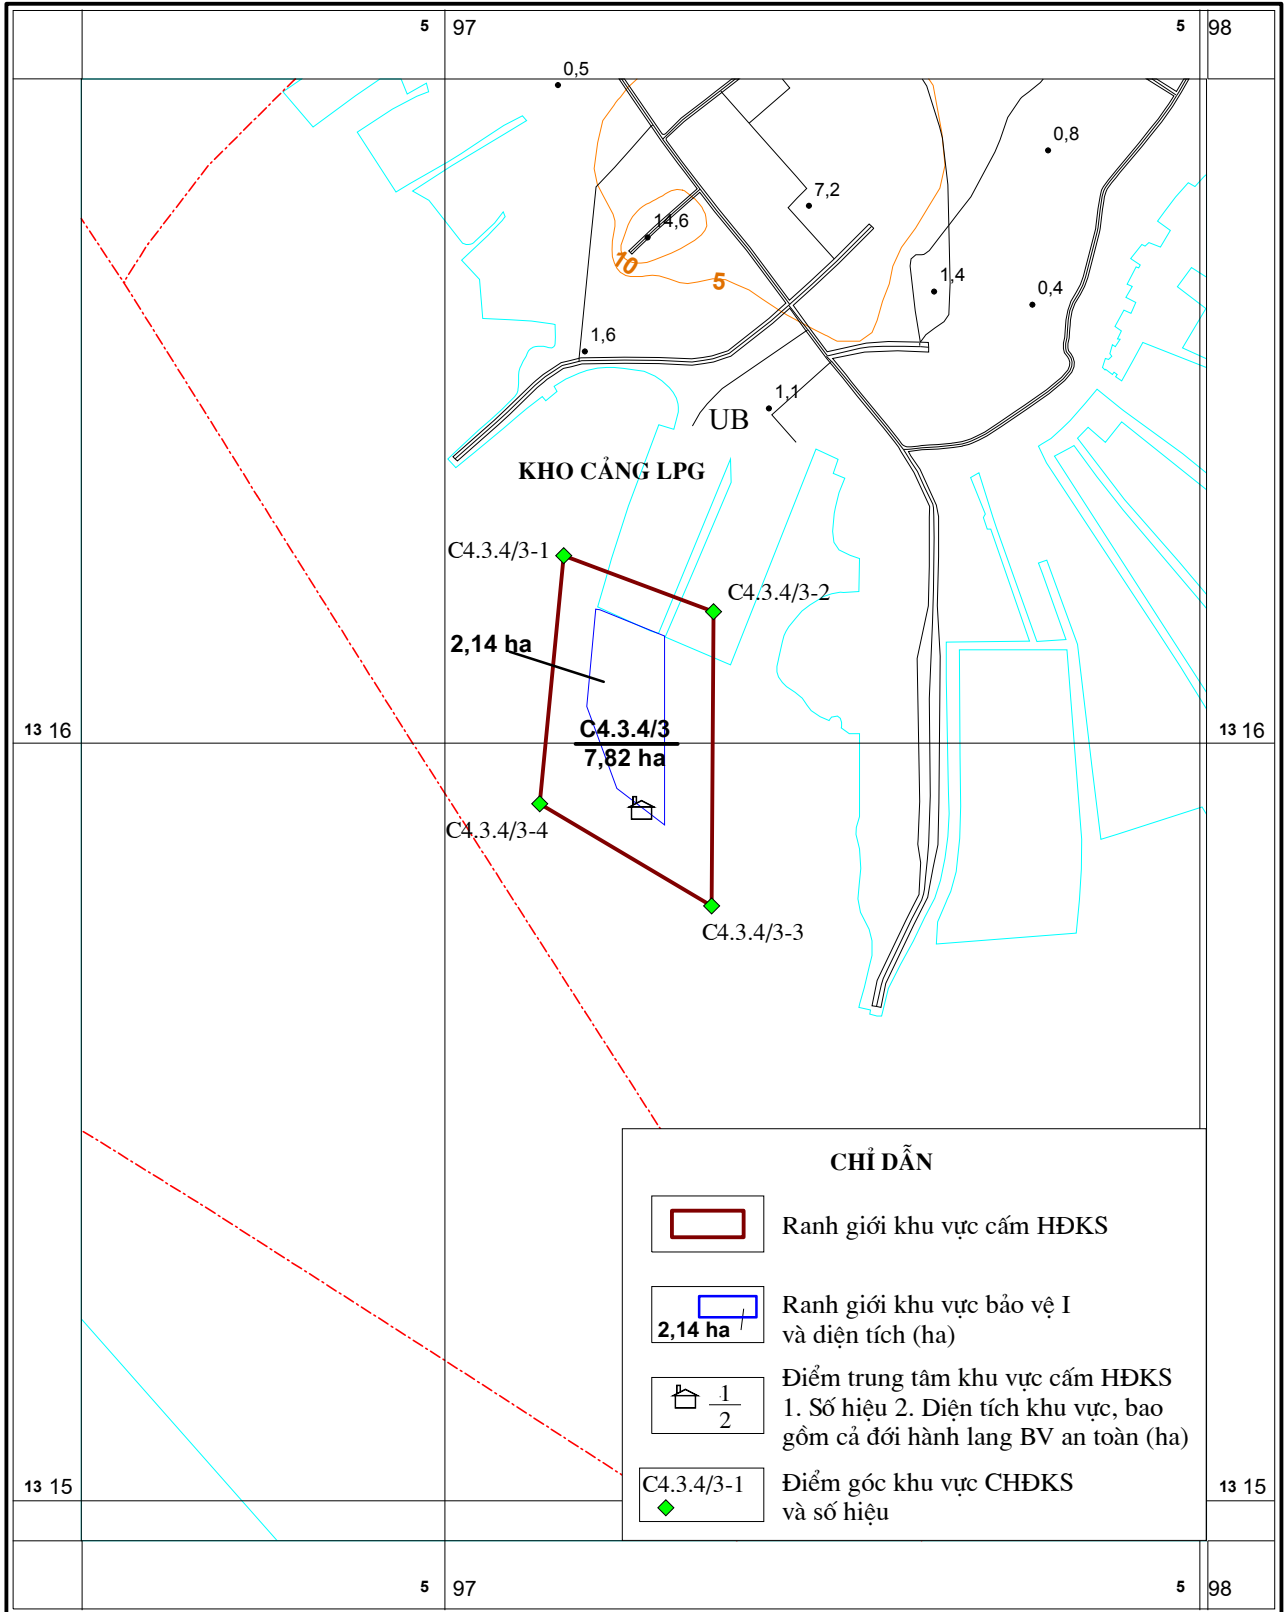 5 97
5 98
0,5
0,8
7,2
14,6
10
5
1,4
0,4
1,6
1,1
UB
KHO CẢNG LPG
C4.3.4/3-1
C4.3.4/3-2
2,14 ha
C4.3.4/3
7,82 ha
13 16
13 16
C4.3.4/3-4
C4.3.4/3-3
CHỈ DẪN
Ranh giới khu vực cấm HĐKS
2,14 ha
Ranh giới khu vực bảo vệ I
và diện tích (ha)
1
2
Điểm trung tâm khu vực cấm HĐKS
1. Số hiệu 2. Diện tích khu vực, bao
gồm cả đới hành lang BV an toàn (ha)
C4.3.4/3-1
Điểm góc khu vực CHĐKS
và số hiệu
13 15
13 15
5 97
5 98